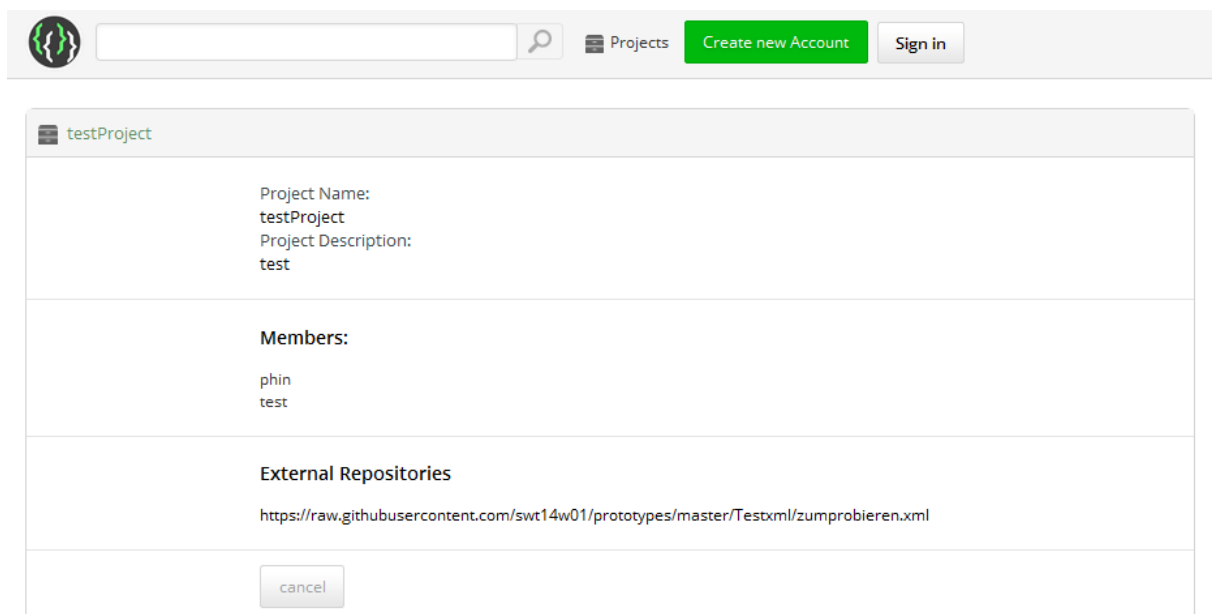 Projects Create new Account Sign in
testProject
Project Name:
testProject
Project Description:
test
Members:
phin
test
External Repositories
https://raw.githubusercontent.com/swt14w01/prototypes/master/Testxml/zumprobieren.xml
cancel